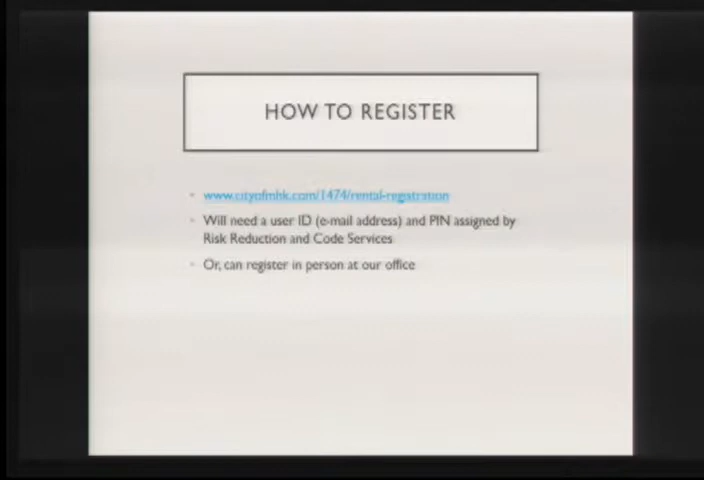 HOW TO REGISTER
www.cityofmhk.com/1474/rental-registration
Will need a user ID (e-mail address) and PIN assigned by
Risk Reduction and Code Services
Or, can register in person at our office